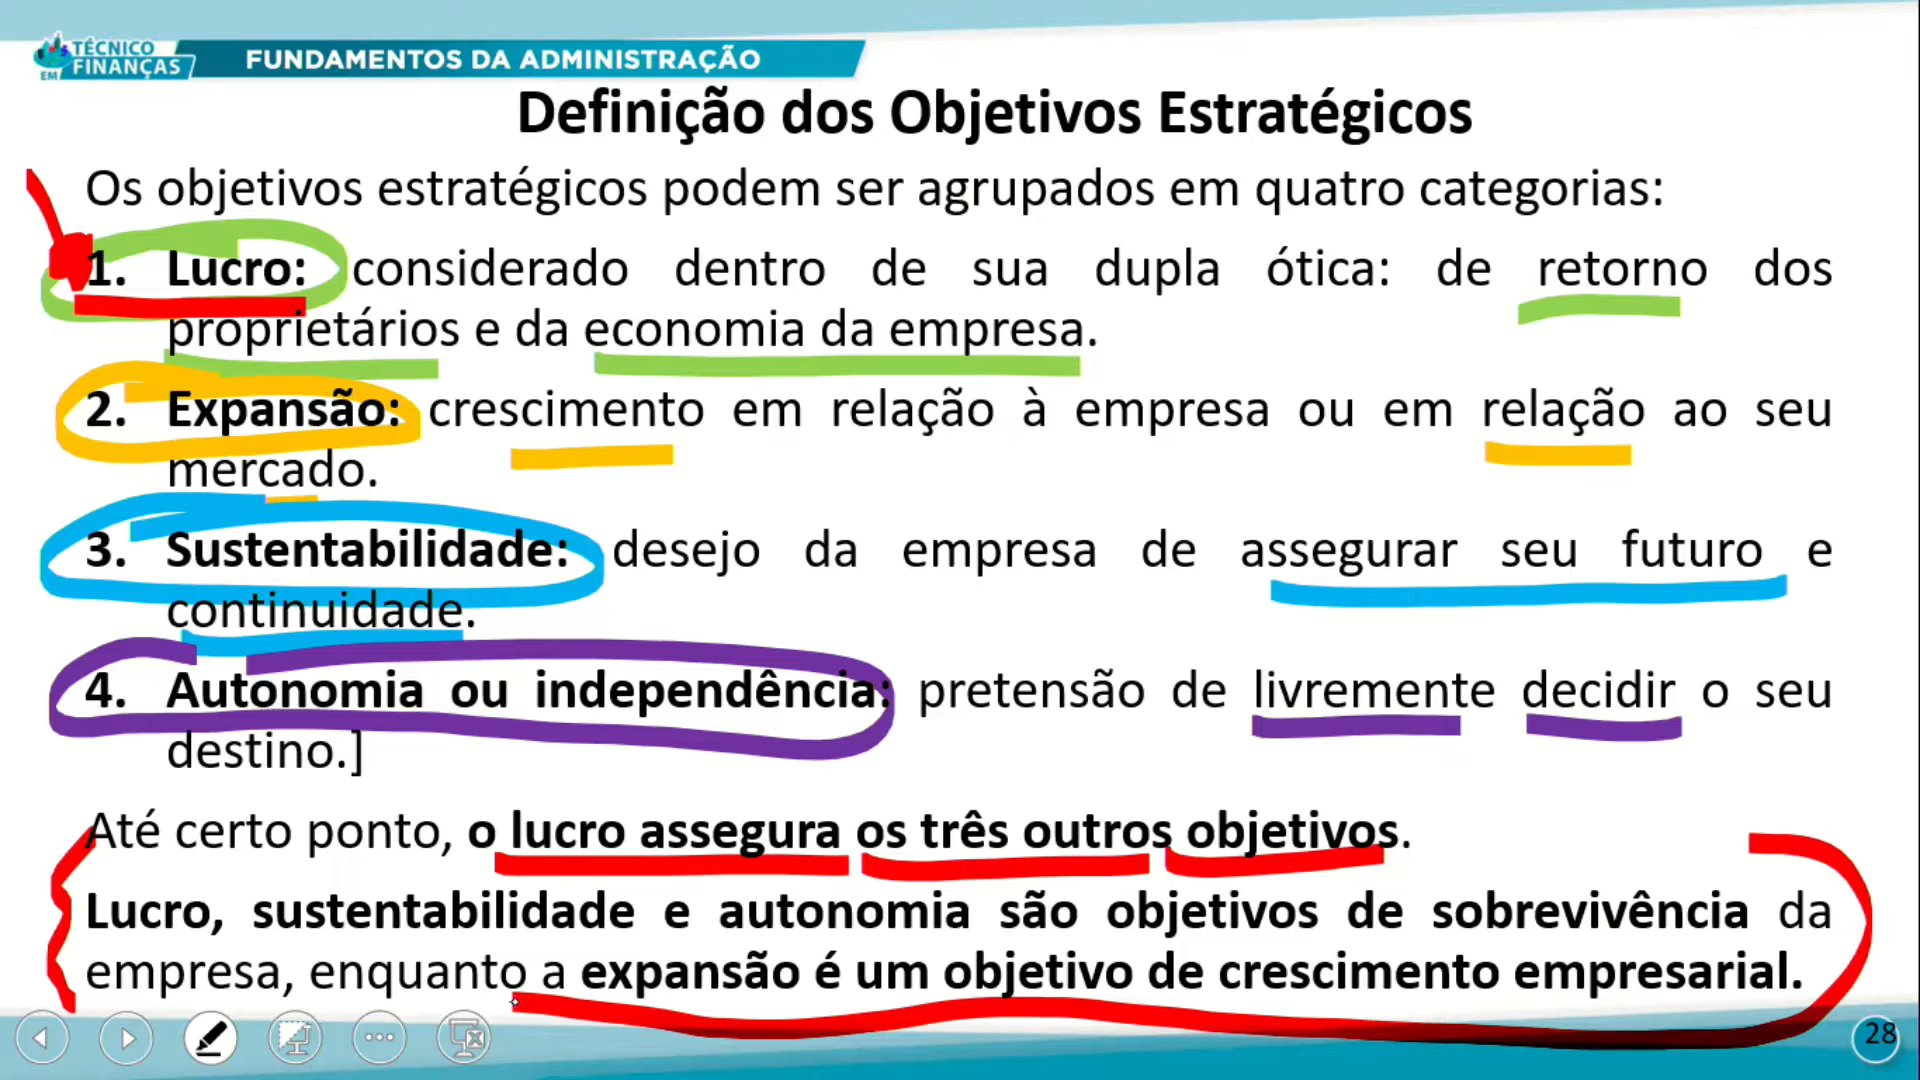 TÉCNICO
EM FINANÇAS
FUNDAMENTOS DA ADMINISTRAÇÃO
Definição dos Objetivos Estratégicos
Os objetivos estratégicos podem ser agrupados em quatro categorias:
1. Lucro: considerado dentro de sua dupla ótica: de retorno dos
proprietários e da economia da empresa.
2. Expansão: crescimento em relação à empresa ou em relação ao seu
mercado.
3. Sustentabilidade: desejo da empresa de assegurar seu futuro e
continuidade.
4. Autonomia ou independência: pretensão de livremente decidir o seu
destino.]
Até certo ponto, o lucro assegura os três outros objetivos.
Lucro, sustentabilidade e autonomia são objetivos de sobrevivência da
empresa, enquanto a expansão é um objetivo de crescimento empresarial.
28